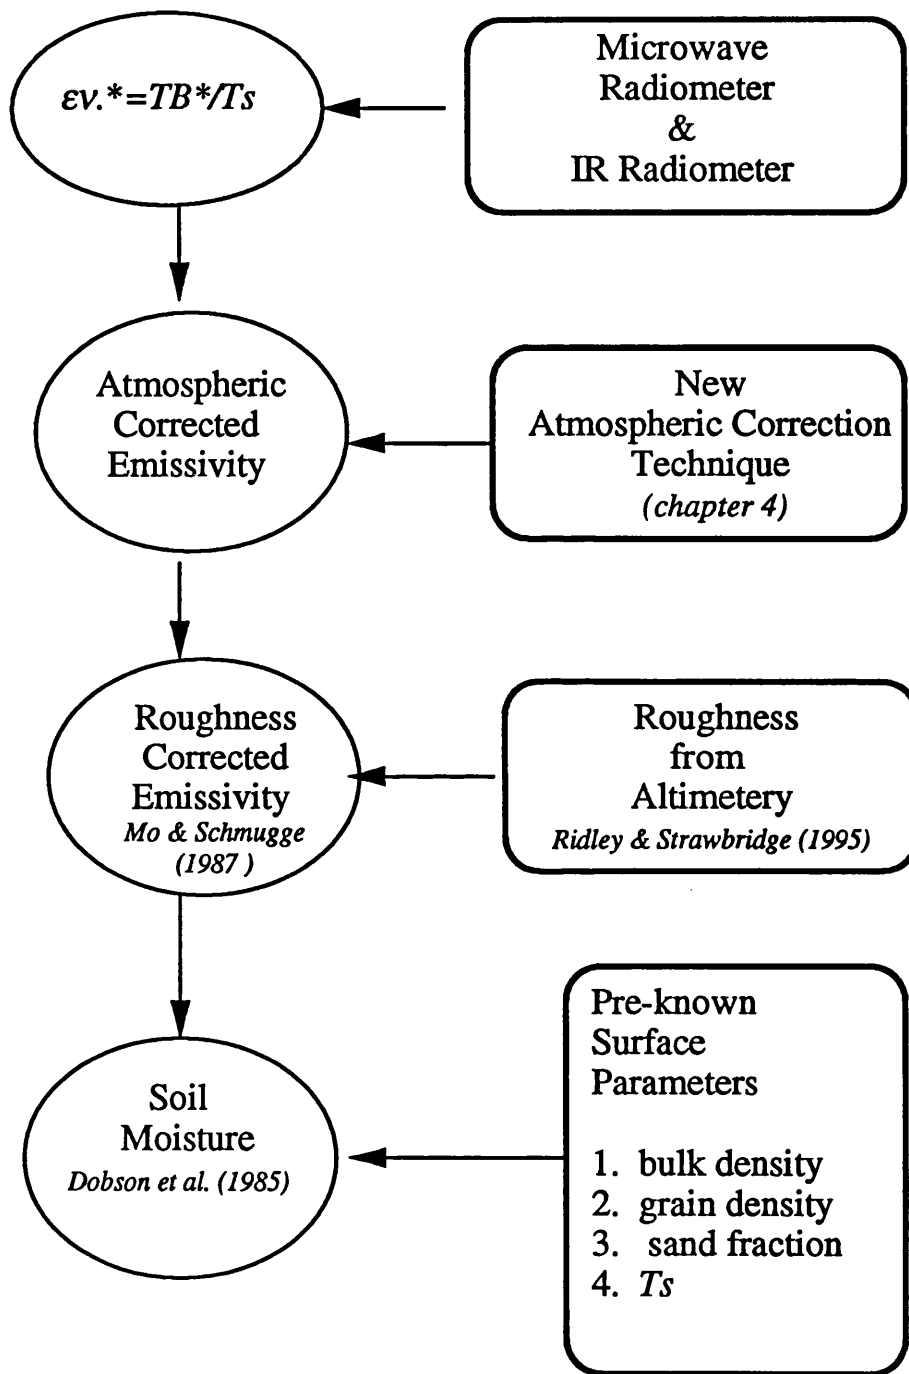 εv.*=TB*/Ts
Microwave
Radiometer
&
IR Radiometer
Atmospheric
Corrected
Emissivity
New
Atmospheric Correction
Technique
(chapter 4)
Roughness
Corrected
Emissivity
Mo & Schmugge
(1987 )
Roughness
from
Altimetery
Ridley & Strawbridge (1995)
Soil
Moisture
Dobson et al. (1985)
Pre-known
Surface
Parameters
1. bulk density
2. grain density
3. sand fraction
4. Ts